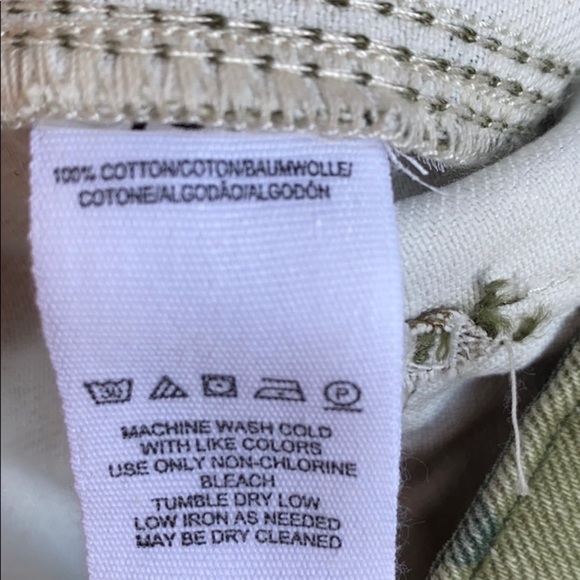 100% COTTON/COTON/BAUMWOLLE/
COTONE/ALGODÃO/ALGODÓN
30 P
MACHINE WASH COLD
WITH LIKE COLORS
USE ONLY NON-CHLORINE
BLEACH
TUMBLE DRY LOW
LOW IRON AS NEEDED
MAY BE DRY CLEANED